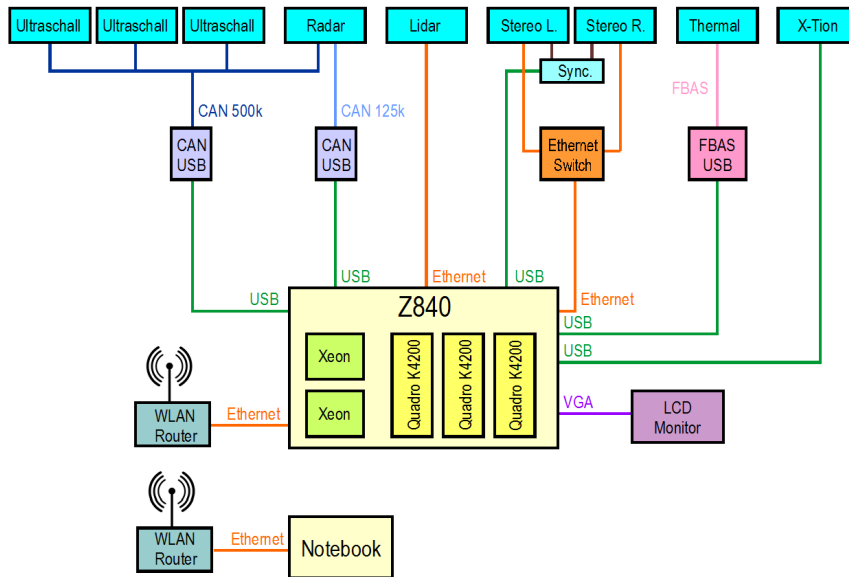 Ultraschall
Ultraschall
Ultraschall
Radar
Lidar
Stereo L.
Stereo R.
Thermal
X-Tion
Sync.
CAN 500k
CAN 125k
FBAS
CAN
USB
CAN
USB
Ethernet
Switch
FBAS
USB
USB
Ethernet
USB
USB
Ethernet
Z840
USB
USB
Xeon
Xeon
Quadro K4200
Quadro K4200
Quadro K4200
VGA
LCD
Monitor
WLAN
Router
Ethernet
WLAN
Router
Ethernet
Notebook